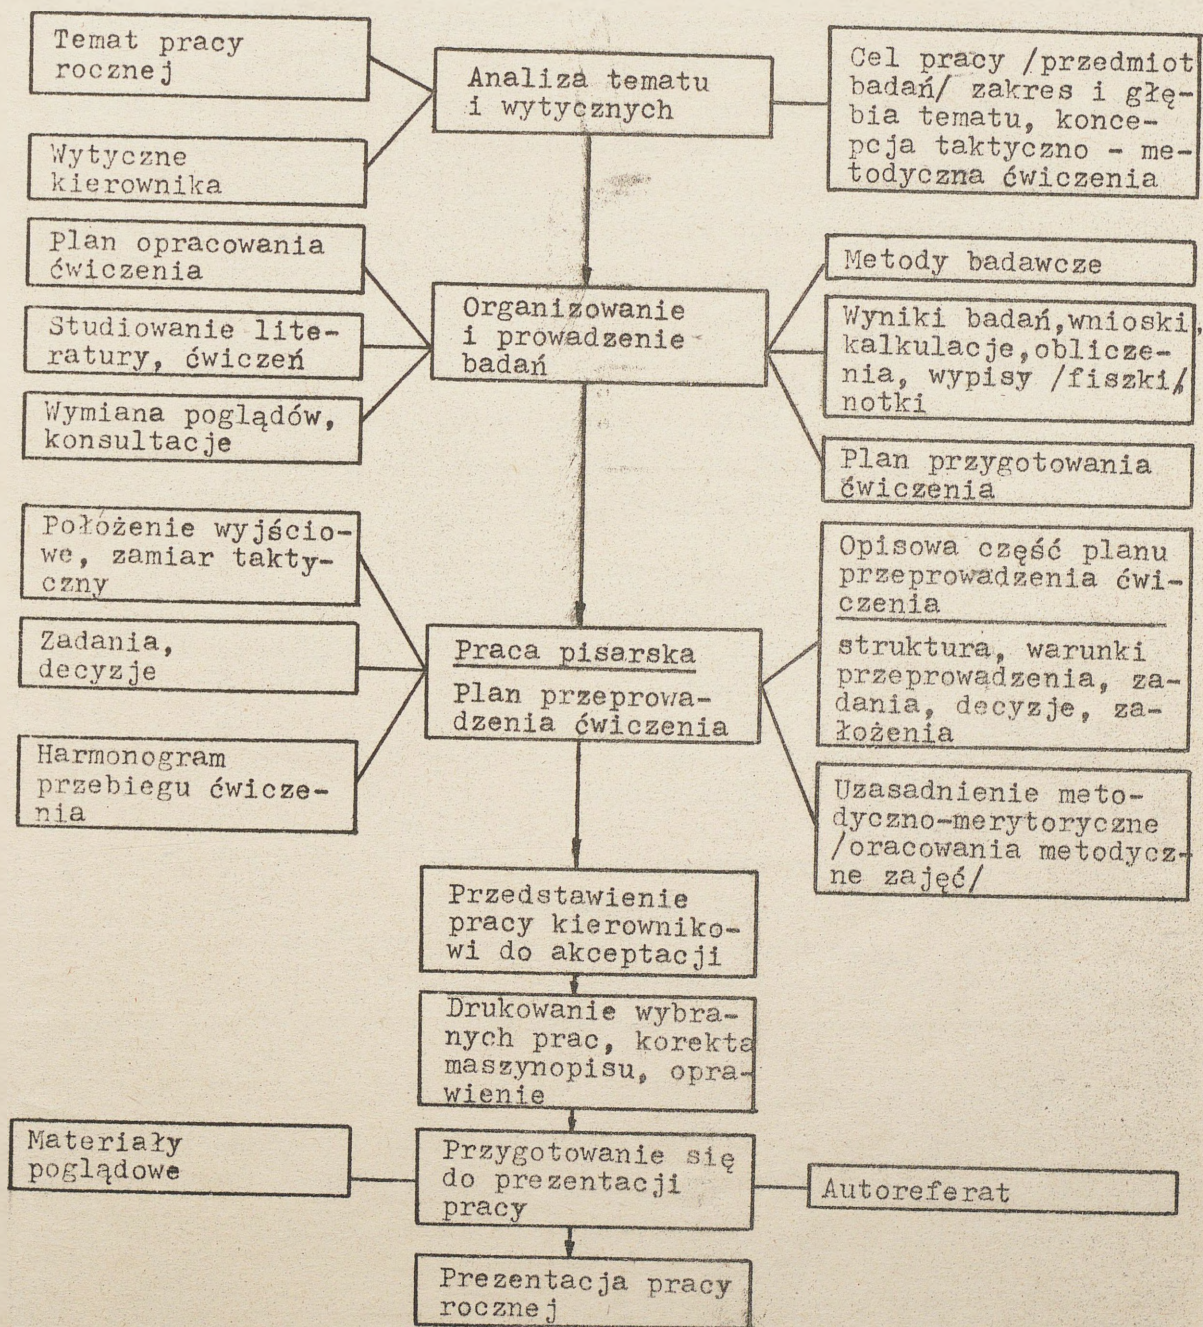 Temat pracy
rocznej
Wytyczne
kierownika
Analiza tematu
i wytycznych
Cel pracy /przedmiot
badań/ zakres i głę-
bia tematu, konce-
pcja taktyczno - me-
todyczna ćwiczenia
Plan opracowania
ćwiczenia
Studiowanie lite-
ratury, ćwiczeń
Wymiana poglądów,
konsultacje
Organizowanie
i prowadzenie
badań
Metody badawcze
Wyniki badań,wnioski,
kalkulacje,oblicze-
nia, wypisy /fiszki/,
notki
Plan przygotowania
ćwiczenia
Położenie wyjścio-
we, zamiar takty-
czny
Zadania,
decyzje
Harmonogram
przebiegu ćwicze-
nia
Praca pisarska
Plan przeprowa-
dzenia ćwiczenia
Opisowa część planu
przeprowadzenia ćwi-
czenia
struktura, warunki
przeprowadzenia, za-
dania, decyzje, za-
łożenia
Uzasadnienie meto-
dyczno-merytoryczne
/oracowania metodycz-
ne zajęć/
Przedstawienie
pracy kierowniko-
wi do akceptacji
Drukowanie wybra-
nych prac, korekta
maszynopisu, opra-
wienie
Materiały
poglądowe
Przygotowanie się
do prezentacji
pracy
Autoreferat
Prezentacja pracy
rocznej